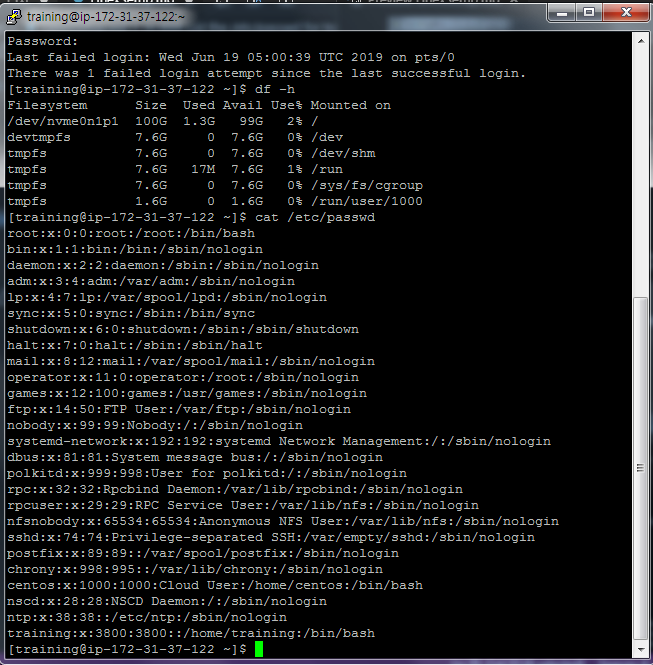 training@ip-172-31-37-122:~
Password:
Last failed login: Wed Jun 19 05:00:39 UTC 2019 on pts/0
There was 1 failed login attempt since the last successful login.
[training@ip-172-31-37-122 ~]$ df -h
Filesystem      Size  Used Avail Use% Mounted on
/dev/nvme0n1p1  100G  1.3G   99G   2% /
devtmpfs        7.6G     0  7.6G   0% /dev
tmpfs           7.6G     0  7.6G   0% /dev/shm
tmpfs           7.6G   17M  7.6G   1% /run
tmpfs           7.6G     0  7.6G   0% /sys/fs/cgroup
tmpfs           1.6G     0  1.6G   0% /run/user/1000
[training@ip-172-31-37-122 ~]$ cat /etc/passwd
root:x:0:0:root:/root:/bin/bash
bin:x:1:1:bin:/bin:/sbin/nologin
daemon:x:2:2:daemon:/sbin:/sbin/nologin
adm:x:3:4:adm:/var/adm:/sbin/nologin
lp:x:4:7:lp:/var/spool/lpd:/sbin/nologin
sync:x:5:0:sync:/sbin:/bin/sync
shutdown:x:6:0:shutdown:/sbin:/sbin/shutdown
halt:x:7:0:halt:/sbin:/sbin/halt
mail:x:8:12:mail:/var/spool/mail:/sbin/nologin
operator:x:11:0:operator:/root:/sbin/nologin
games:x:12:100:games:/usr/games:/sbin/nologin
ftp:x:14:50:FTP User:/var/ftp:/sbin/nologin
nobody:x:99:99:Nobody:/:/sbin/nologin
systemd-network:x:192:192:systemd Network Management:/:/sbin/nologin
dbus:x:81:81:System message bus:/:/sbin/nologin
polkitd:x:999:998:User for polkitd:/:/sbin/nologin
rpc:x:32:32:Rpcbind Daemon:/var/lib/rpcbind:/sbin/nologin
rpcuser:x:29:29:RPC Service User:/var/lib/nfs:/sbin/nologin
nfsnobody:x:65534:65534:Anonymous NFS User:/var/lib/nfs:/sbin/nologin
sshd:x:74:74:Privilege-separated SSH:/var/empty/sshd:/sbin/nologin
postfix:x:89:89::/var/spool/postfix:/sbin/nologin
chrony:x:998:995::/var/lib/chrony:/sbin/nologin
centos:x:1000:1000:Cloud User:/home/centos:/bin/bash
nscd:x:28:28:NSCD Daemon:/:/sbin/nologin
ntp:x:38:38::/etc/ntp:/sbin/nologin
training:x:3800:3800::/home/training:/bin/bash
[training@ip-172-31-37-122 ~]$